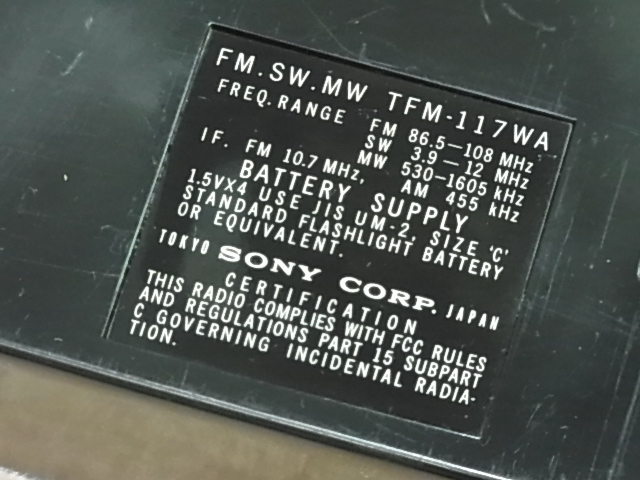 FM.SW.MW TFM-117WA
FREQ.RANGE FM 86.5—108 MHz
SW 3.9 — 12 MHz
MW 530-1605 kHz
IF. FM 10.7 MHz, AM 455 kHz
BATTERY SUPPLY
1.5V×4 USE JIS UM-2, SIZE 'C'
STANDARD FLASHLIGHT BATTERY
OR EQUIVALENT.
TOKYO SONY CORP. JAPAN
CERTIFICATION
THIS RADIO COMPLIES WITH FCC RULES
AND REGULATIONS PART 15 SUBPART
C GOVERNING INCIDENTAL RADIA-
TION.